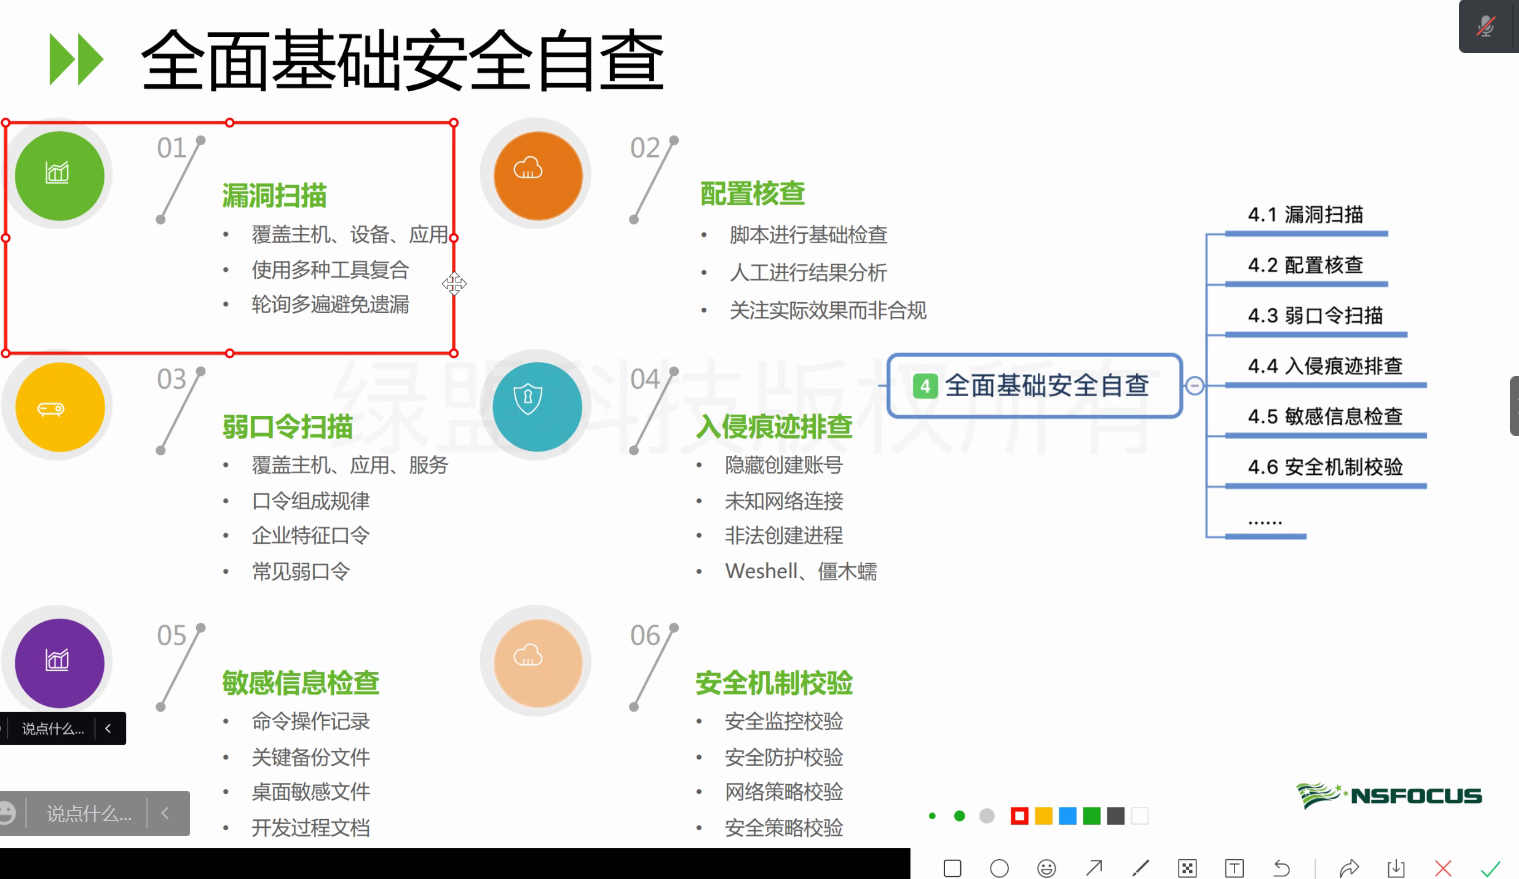 全面基础安全自查
01
漏洞扫描
• 覆盖主机、设备、应用
• 使用多种工具复合
• 轮询多遍避免遗漏
02
配置核查
• 脚本进行基础检查
• 人工进行结果分析
• 关注实际效果而非合规
03
弱口令扫描
• 覆盖主机、应用、服务
• 口令组成规律
• 企业特征口令
• 常见弱口令
04
入侵痕迹排查
• 隐藏创建账号
• 未知网络连接
• 非法创建进程
• Weshell、僵木蠕
05
敏感信息检查
• 命令操作记录
• 关键备份文件
• 桌面敏感文件
• 开发过程文档
06
安全机制校验
• 安全监控校验
• 安全防护校验
• 网络策略校验
• 安全策略校验
4 全面基础安全自查
4.1 漏洞扫描
4.2 配置核查
4.3 弱口令扫描
4.4 入侵痕迹排查
4.5 敏感信息检查
4.6 安全机制校验
......
绿盟科技版权所有
说点什么...
说点什么...
NSFOCUS